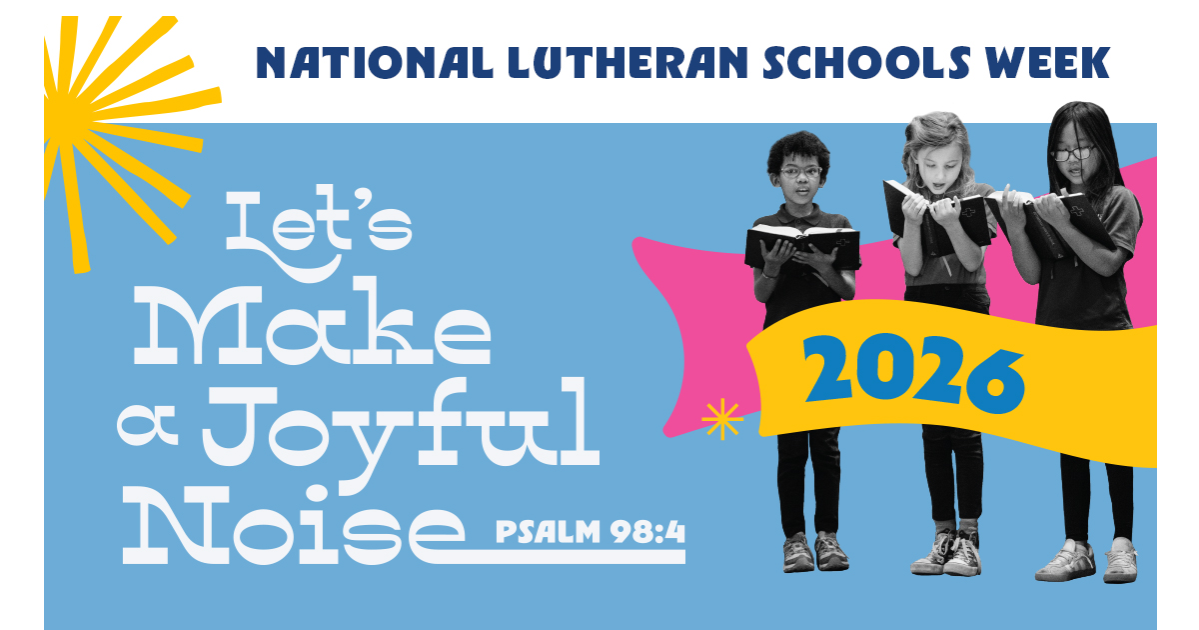 NATIONAL LUTHERAN SCHOOLS WEEK
Let's
Make
a Joyful
Noise PSALM 98:4
2026